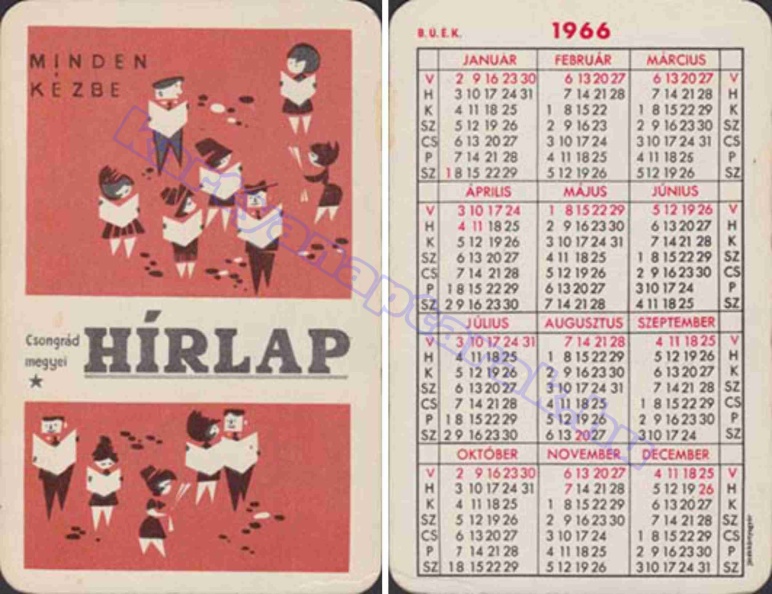 MINDEN
KÉZBE
Csongrád
megyei
HÍRLAP
kartyanaptarok.hu
B. Ú. É. K. 1966
JANUÁR FEBRUÁR MÁRCIUS
V 2 9 16 23 30 6 13 20 27 6 13 20 27 V
H 3 10 17 24 31 7 14 21 28 7 14 21 28 H
K 4 11 18 25 1 8 15 22 1 8 15 22 29 K
SZ 5 12 19 26 2 9 16 23 2 9 16 23 30 SZ
CS 6 13 20 27 3 10 17 24 3 10 17 24 31 CS
P 7 14 21 28 4 11 18 25 4 11 18 25 P
SZ 1 8 15 22 29 5 12 19 26 5 12 19 26 SZ
ÁPRILIS MÁJUS JÚNIUS
V 3 10 17 24 1 8 15 22 29 5 12 19 26 V
H 4 11 18 25 2 9 16 23 30 6 13 20 27 H
K 5 12 19 26 3 10 17 24 31 7 14 21 28 K
SZ 6 13 20 27 4 11 18 25 1 8 15 22 29 SZ
CS 7 14 21 28 5 12 19 26 2 9 16 23 30 CS
P 1 8 15 22 29 6 13 20 27 3 10 17 24 P
SZ 2 9 16 23 30 7 14 21 28 4 11 18 25 SZ
JÚLIUS AUGUSZTUS SZEPTEMBER
V 3 10 17 24 31 7 14 21 28 4 11 18 25 V
H 4 11 18 25 1 8 15 22 29 5 12 19 26 H
K 5 12 19 26 2 9 16 23 30 6 13 20 27 K
SZ 6 13 20 27 3 10 17 24 31 7 14 21 28 SZ
CS 7 14 21 28 4 11 18 25 1 8 15 22 29 CS
P 1 8 15 22 29 5 12 19 26 2 9 16 23 30 P
SZ 2 9 16 23 30 6 13 20 27 3 10 17 24 SZ
OKTÓBER NOVEMBER DECEMBER
V 2 9 16 23 30 6 13 20 27 4 11 18 25 V
H 3 10 17 24 31 7 14 21 28 5 12 19 26 H
K 4 11 18 25 1 8 15 22 29 6 13 20 27 K
SZ 5 12 19 26 2 9 16 23 30 7 14 21 28 SZ
CS 6 13 20 27 3 10 17 24 1 8 15 22 29 CS
P 7 14 21 28 4 11 18 25 2 9 16 23 30 P
SZ 1 8 15 22 29 5 12 19 26 3 10 17 24 31 SZ